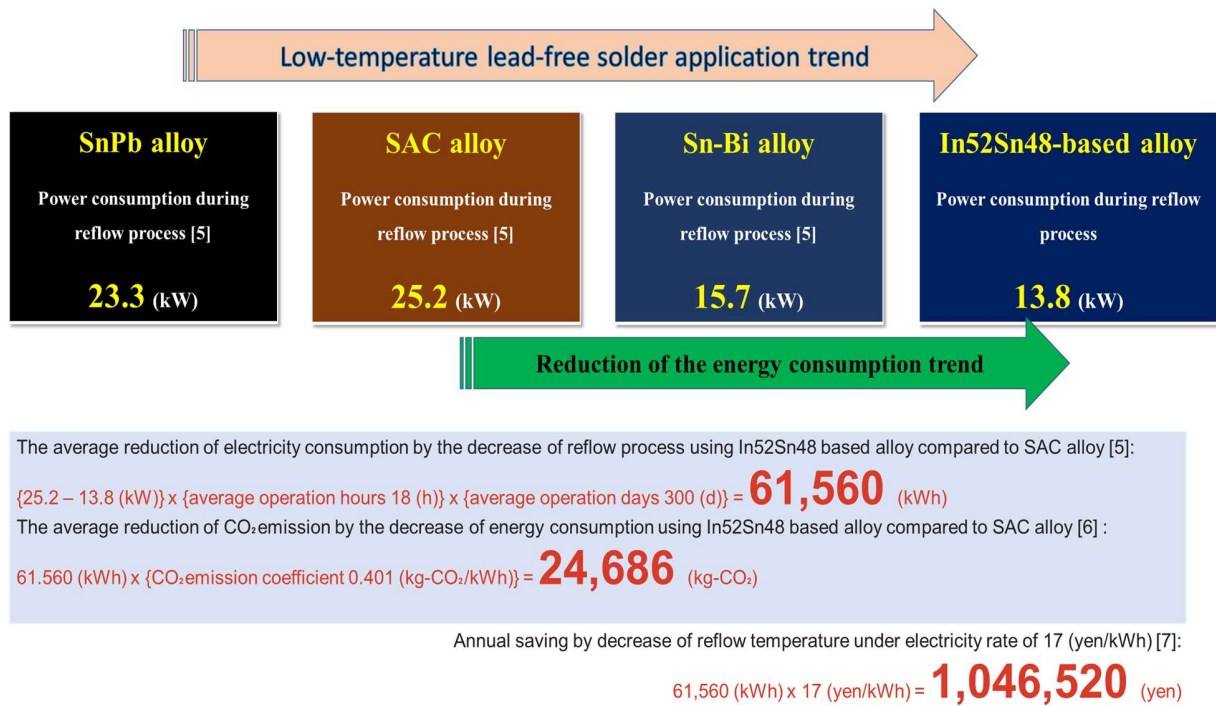 Low-temperature lead-free solder application trend
SnPb alloy
Power consumption during
reflow process [5]
23.3 (kW)
SAC alloy
Power consumption during
reflow process [5]
25.2 (kW)
Sn-Bi alloy
Power consumption during
reflow process [5]
15.7 (kW)
In52Sn48-based alloy
Power consumption during reflow
process
13.8 (kW)
Reduction of the energy consumption trend
The average reduction of electricity consumption by the decrease of reflow process using In52Sn48 based alloy compared to SAC alloy [5]:
{25.2 – 13.8 (kW)} x {average operation hours 18 (h)} x {average operation days 300 (d)} = 61,560 (kWh)
The average reduction of CO₂emission by the decrease of energy consumption using In52Sn48 based alloy compared to SAC alloy [6] :
61.560 (kWh) x {CO₂emission coefficient 0.401 (kg-CO₂/kWh)} = 24,686 (kg-CO₂)
Annual saving by decrease of reflow temperature under electricity rate of 17 (yen/kWh) [7]:
61,560 (kWh) x 17 (yen/kWh) = 1,046,520 (yen)